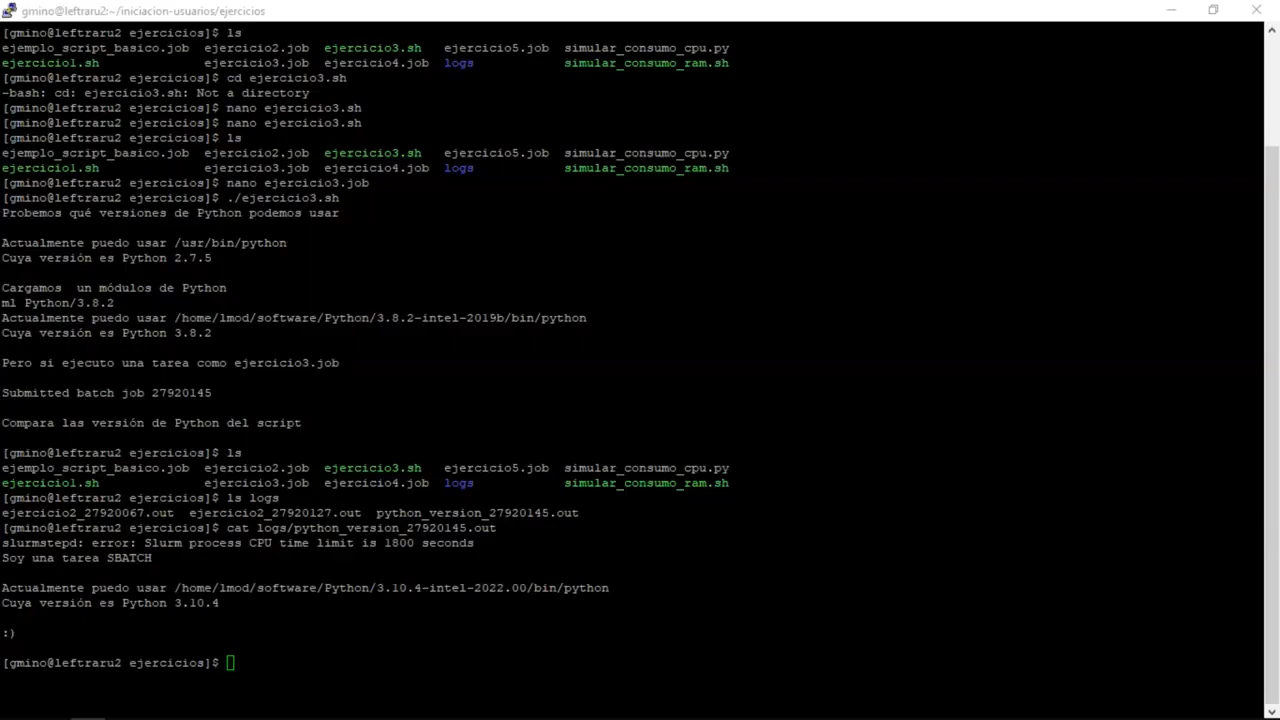 gmino@leftraru2:~/iniciacion-usuarios/ejercicios
[gmino@leftraru2 ejercicios]$ ls
ejemplo_script_basico.job  ejercicio2.job  ejercicio3.sh   ejercicio5.job  simular_consumo_cpu.py
ejercicio1.sh              ejercicio3.job  ejercicio4.job  logs            simular_consumo_ram.sh
[gmino@leftraru2 ejercicios]$ cd ejercicio3.sh
-bash: cd: ejercicio3.sh: Not a directory
[gmino@leftraru2 ejercicios]$ nano ejercicio3.sh
[gmino@leftraru2 ejercicios]$ nano ejercicio3.sh
[gmino@leftraru2 ejercicios]$ ls
ejemplo_script_basico.job  ejercicio2.job  ejercicio3.sh   ejercicio5.job  simular_consumo_cpu.py
ejercicio1.sh              ejercicio3.job  ejercicio4.job  logs            simular_consumo_ram.sh
[gmino@leftraru2 ejercicios]$ nano ejercicio3.job
[gmino@leftraru2 ejercicios]$ ./ejercicio3.sh
Probemos qué versiones de Python podemos usar
Actualmente puedo usar /usr/bin/python
Cuya versión es Python 2.7.5
Cargamos  un módulos de Python
ml Python/3.8.2
Actualmente puedo usar /home/lmod/software/Python/3.8.2-intel-2019b/bin/python
Cuya versión es Python 3.8.2
Pero si ejecuto una tarea como ejercicio3.job
Submitted batch job 27920145
Compara las versión de Python del script
[gmino@leftraru2 ejercicios]$ ls
ejemplo_script_basico.job  ejercicio2.job  ejercicio3.sh   ejercicio5.job  simular_consumo_cpu.py
ejercicio1.sh              ejercicio3.job  ejercicio4.job  logs            simular_consumo_ram.sh
[gmino@leftraru2 ejercicios]$ ls logs
ejercicio2_27920067.out  ejercicio2_27920127.out  python_version_27920145.out
[gmino@leftraru2 ejercicios]$ cat logs/python_version_27920145.out
slurmstepd: error: Slurm process CPU time limit is 1800 seconds
Soy una tarea SBATCH
Actualmente puedo usar /home/lmod/software/Python/3.10.4-intel-2022.00/bin/python
Cuya versión es Python 3.10.4
:)
[gmino@leftraru2 ejercicios]$